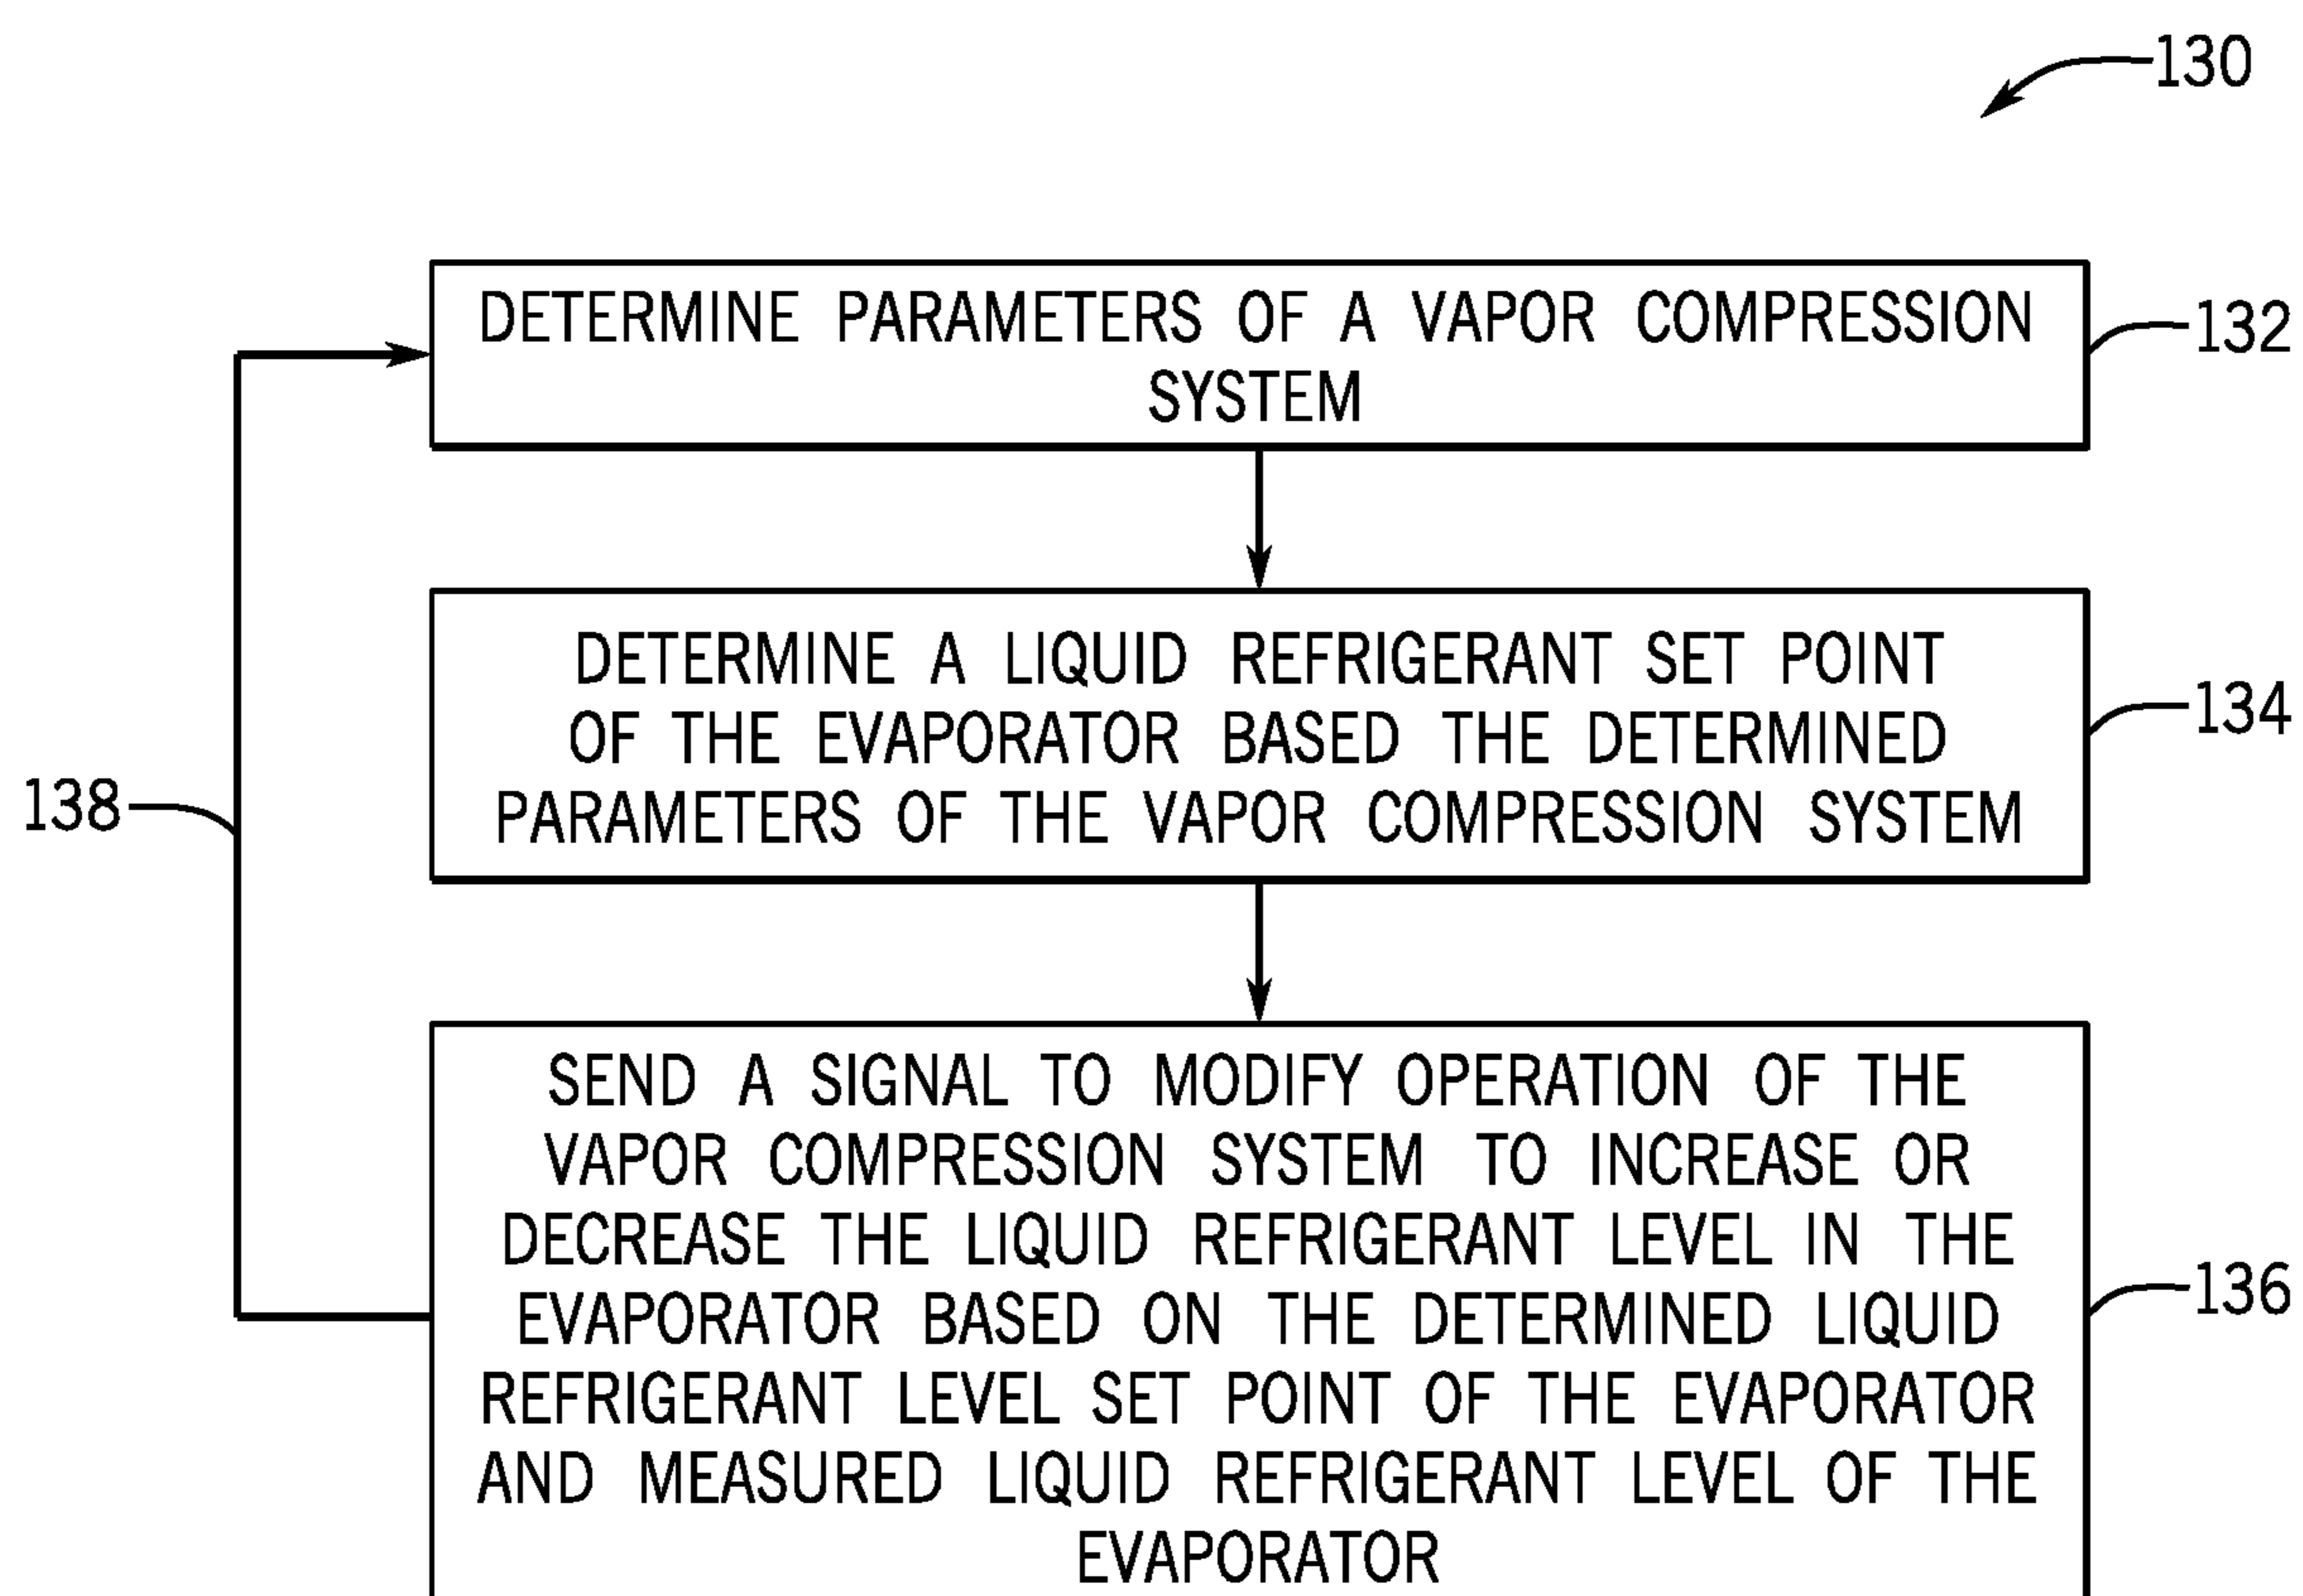 130
DETERMINE PARAMETERS OF A VAPOR COMPRESSION
SYSTEM
132
DETERMINE A LIQUID REFRIGERANT SET POINT
OF THE EVAPORATOR BASED THE DETERMINED
PARAMETERS OF THE VAPOR COMPRESSION SYSTEM
134
138
SEND A SIGNAL TO MODIFY OPERATION OF THE
VAPOR COMPRESSION SYSTEM TO INCREASE OR
DECREASE THE LIQUID REFRIGERANT LEVEL IN THE
EVAPORATOR BASED ON THE DETERMINED LIQUID
REFRIGERANT LEVEL SET POINT OF THE EVAPORATOR
AND MEASURED LIQUID REFRIGERANT LEVEL OF THE
EVAPORATOR
136